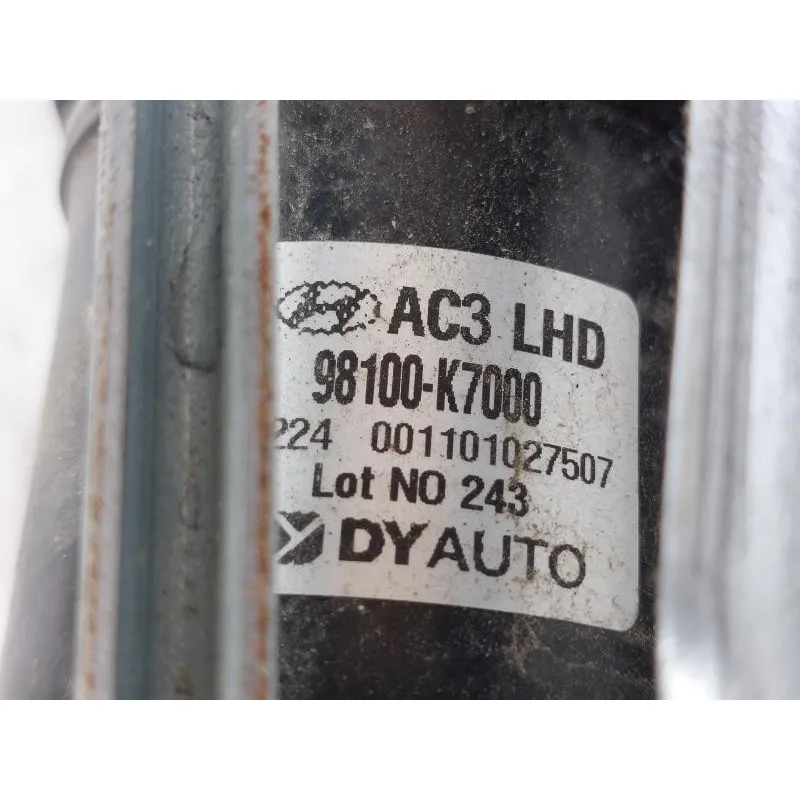 AC3 LHD
98100-K7000
224 001101027507
Lot NO 243
DYAUTO